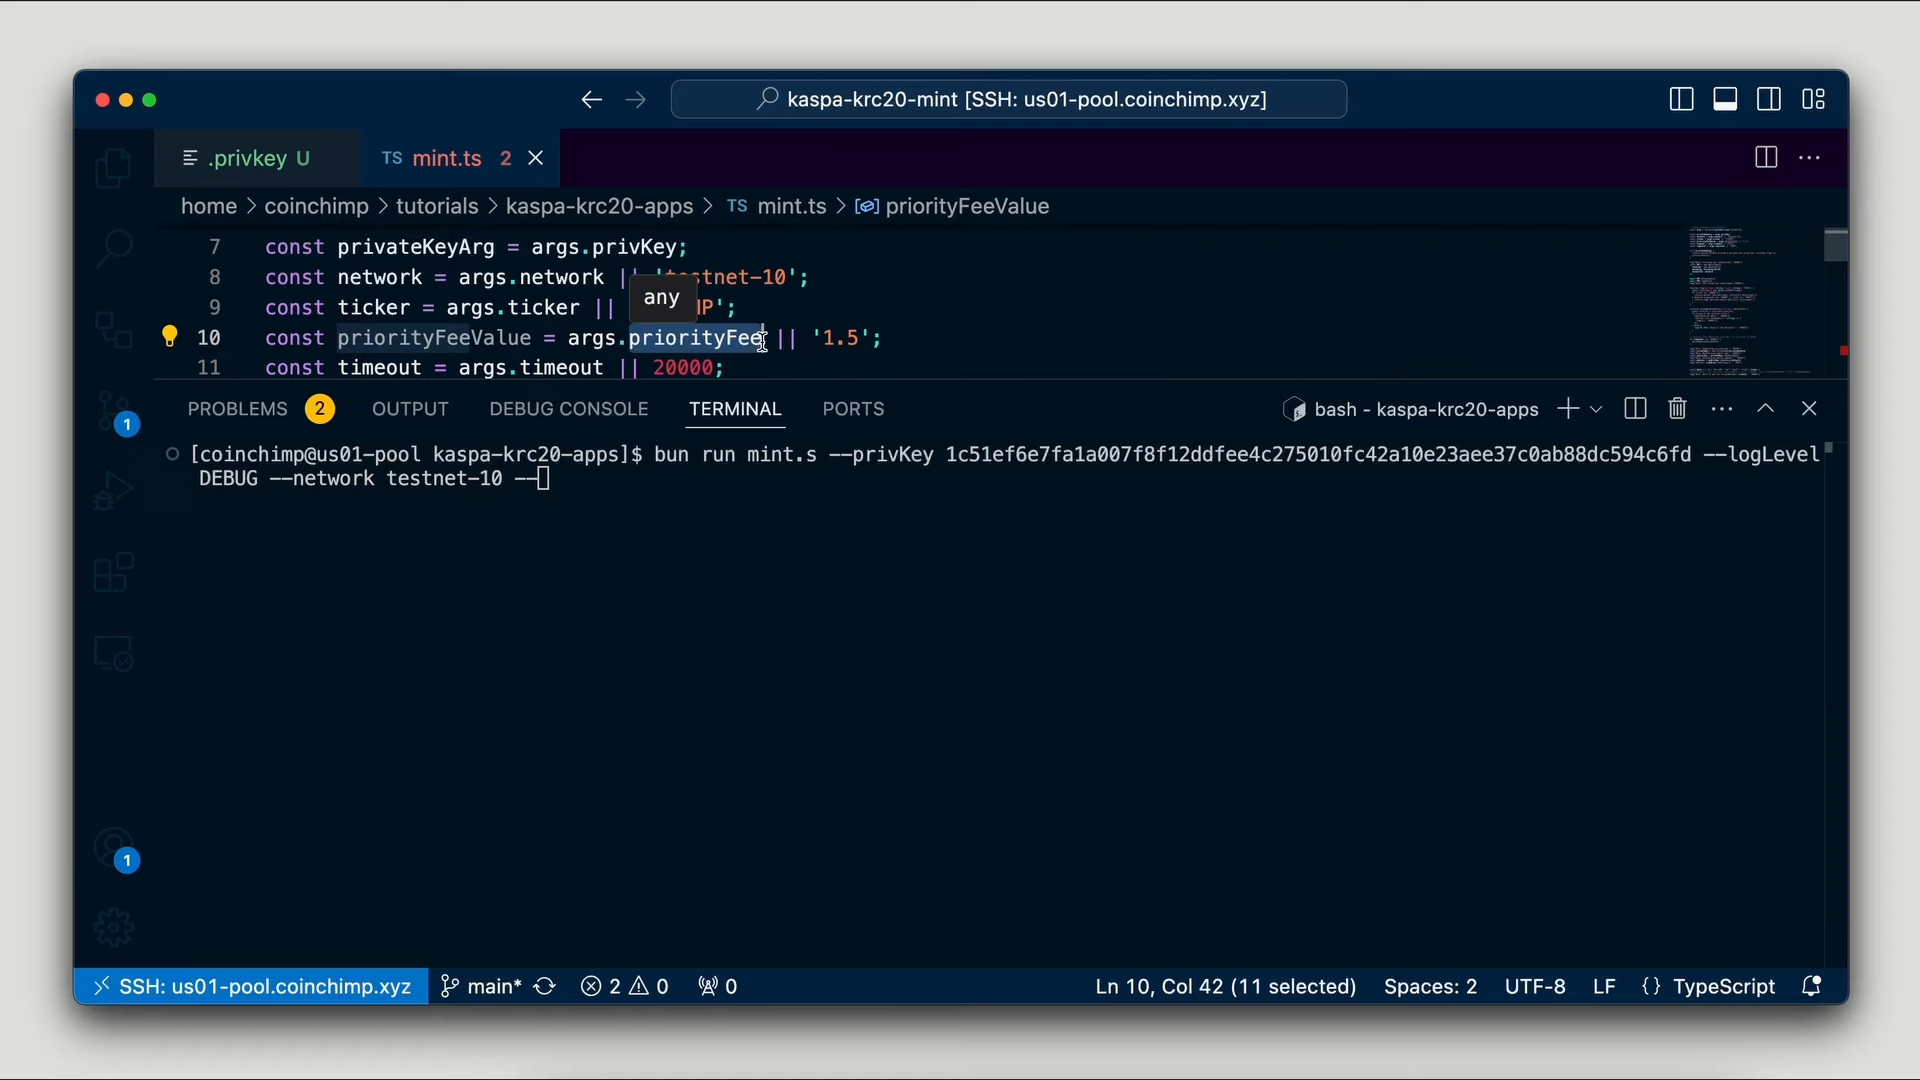 kaspa-krc20-mint [SSH: us01-pool.coinchimp.xyz]
.privkey U
TS mint.ts 2
home > coinchimp > tutorials > kaspa-krc20-apps > TS mint.ts > priorityFeeValue
7 const privateKeyArg = args.privKey;
8 const network = args.network || 'testnet-10';
any
9 const ticker = args.ticker || P';
10 const priorityFeeValue = args.priorityFee || '1.5';
11 const timeout = args.timeout || 20000;
PROBLEMS 2 OUTPUT DEBUG CONSOLE TERMINAL PORTS bash - kaspa-krc20-apps
[coinchimp@us01-pool kaspa-krc20-apps]$ bun run mint.s --privKey 1c51ef6e7fa1a007f8f12ddfee4c275010fc42a10e23aee37c0ab88dc594c6fd --logLevel
DEBUG --network testnet-10 --
1
1
SSH: us01-pool.coinchimp.xyz main* 2 0 0 Ln 10, Col 42 (11 selected) Spaces: 2 UTF-8 LF {} TypeScript